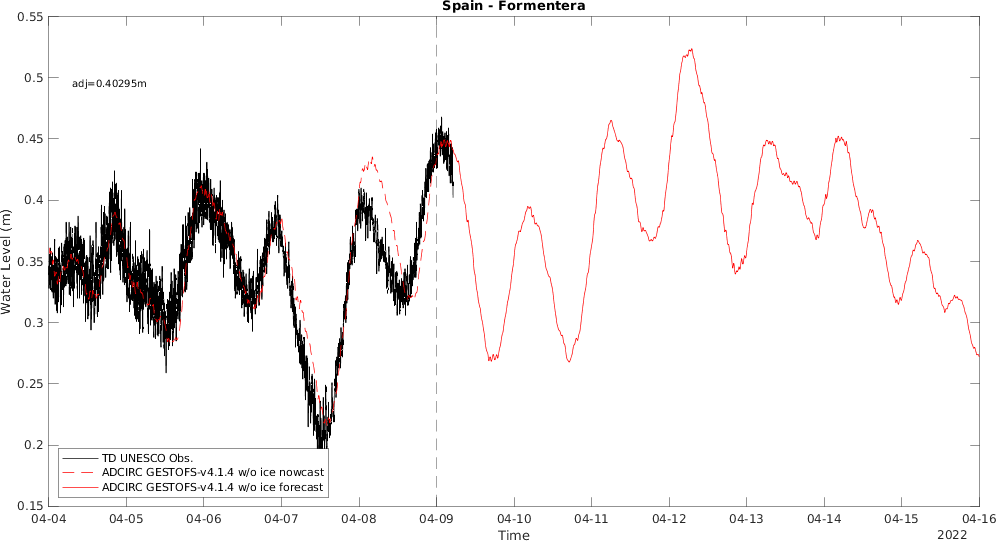 Spain - Formentera
0.55
0.5
0.45
0.4
0.35
0.3
0.25
0.2
0.15
Water Level (m)
adj=0.40295m
TD UNESCO Obs.
ADCIRC GESTOFS-v4.1.4 w/o ice nowcast
ADCIRC GESTOFS-v4.1.4 w/o ice forecast
04-04 04-05 04-06 04-07 04-08 04-09 04-10 04-11 04-12 04-13 04-14 04-15 04-16
Time
2022